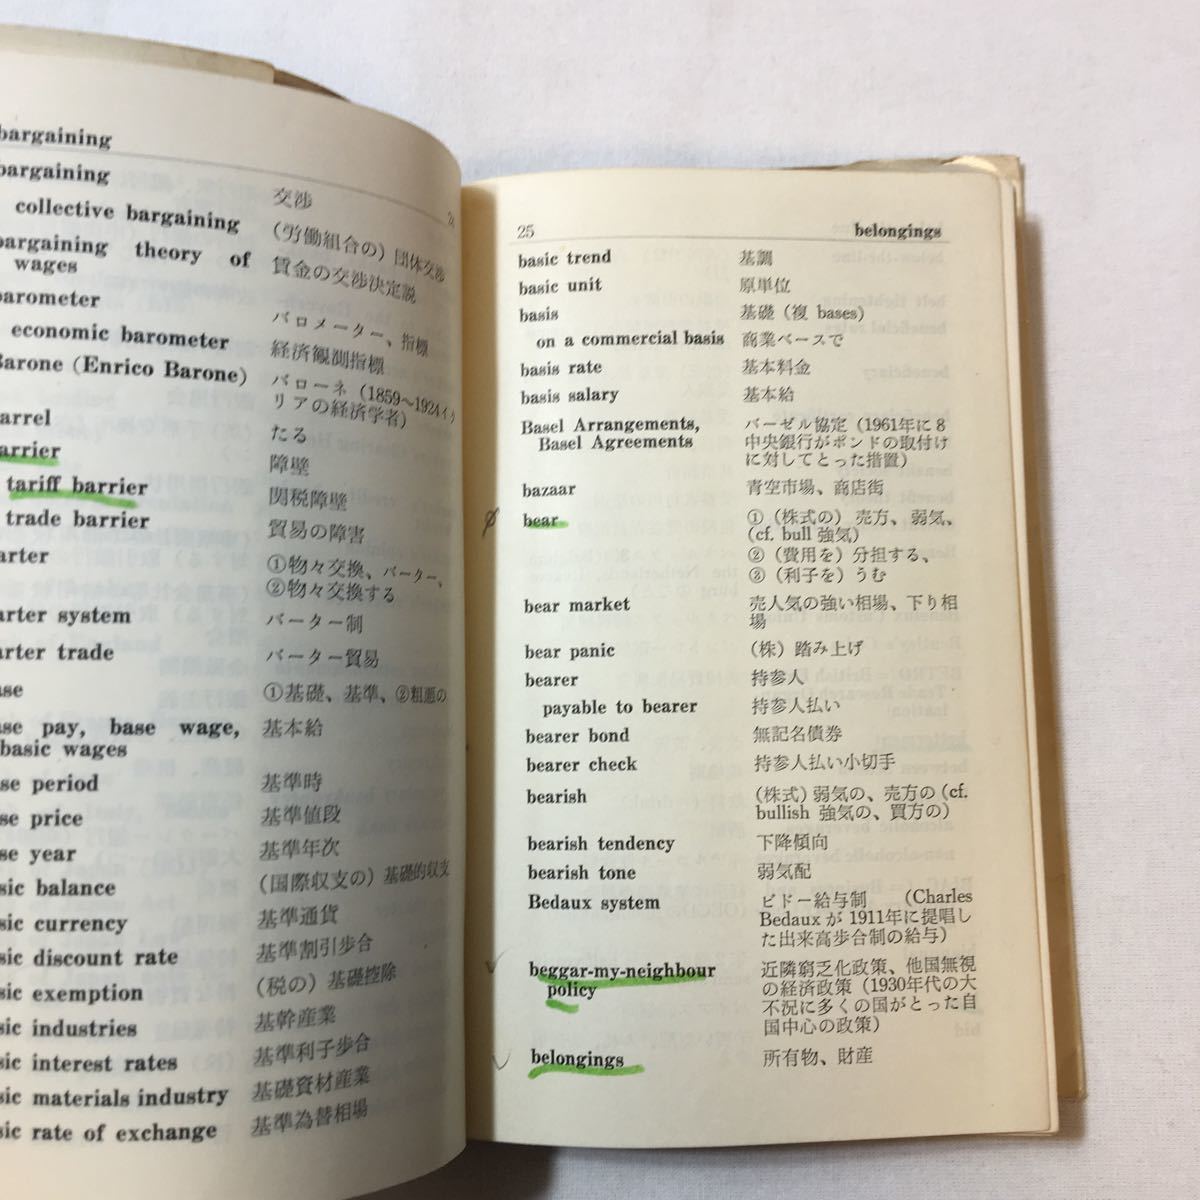 bargaining
24
bargaining 交渉
collective bargaining (労働組合の) 団体交渉
bargaining theory of
wages 賃金の交渉決定説
barometer バロメーター、指標
economic barometer 経済観測指標
Barone (Enrico Barone) バローネ (1859〜1924イタ
リアの経済学者)
arrel たる
arrier 障壁
tariff barrier 関税障壁
trade barrier 貿易の障害
arter ①物々交換、バーター、
②物々交換する
arter system バーター制
arter trade バーター貿易
ase ①基礎、基準、②粗悪の
ase pay, base wage, 基本給
basic wages
ase period 基準時
ase price 基準値段
ase year 基準年次
sic balance (国際収支の) 基礎的収支
sic currency 基準通貨
sic discount rate 基準割引歩合
sic exemption (税の) 基礎控除
sic industries 基幹産業
sic interest rates 基準利子歩合
sic materials industry 基礎資材産業
sic rate of exchange 基準為替相場
25 belongings
basic trend 基調
basic unit 原単位
basis 基礎 (複 bases)
on a commercial basis 商業ベースで
basis rate 基本料金
basis salary 基本給
Basel Arrangements, バーゼル協定 (1961年に8
Basel Agreements 中央銀行がポンドの取付け
に対してとった措置)
bazaar 青空市場、商店街
bear ①(株式の) 売方、弱気、
(cf. bull 強気)
②(費用を) 分担する、
③(利子を) うむ
bear market 売人気の強い相場、下り相
場
bear panic (株) 踏み上げ
bearer 持参人
payable to bearer 持参人払い
bearer bond 無記名債券
bearer check 持参人払い小切手
bearish (株式) 弱気の、売方の (cf.
bullish 強気の、買方の)
bearish tendency 下降傾向
bearish tone 弱気配
Bedaux system ビドー給与制 (Charles
Bedaux が 1911年に提唱し
た出来高歩合制の給与)
beggar-my-neighbour 近隣窮乏化政策、他国無視
policy の経済政策 (1930年代の大
不況に多くの国がとった自
国中心の政策)
belongings 所有物、財産